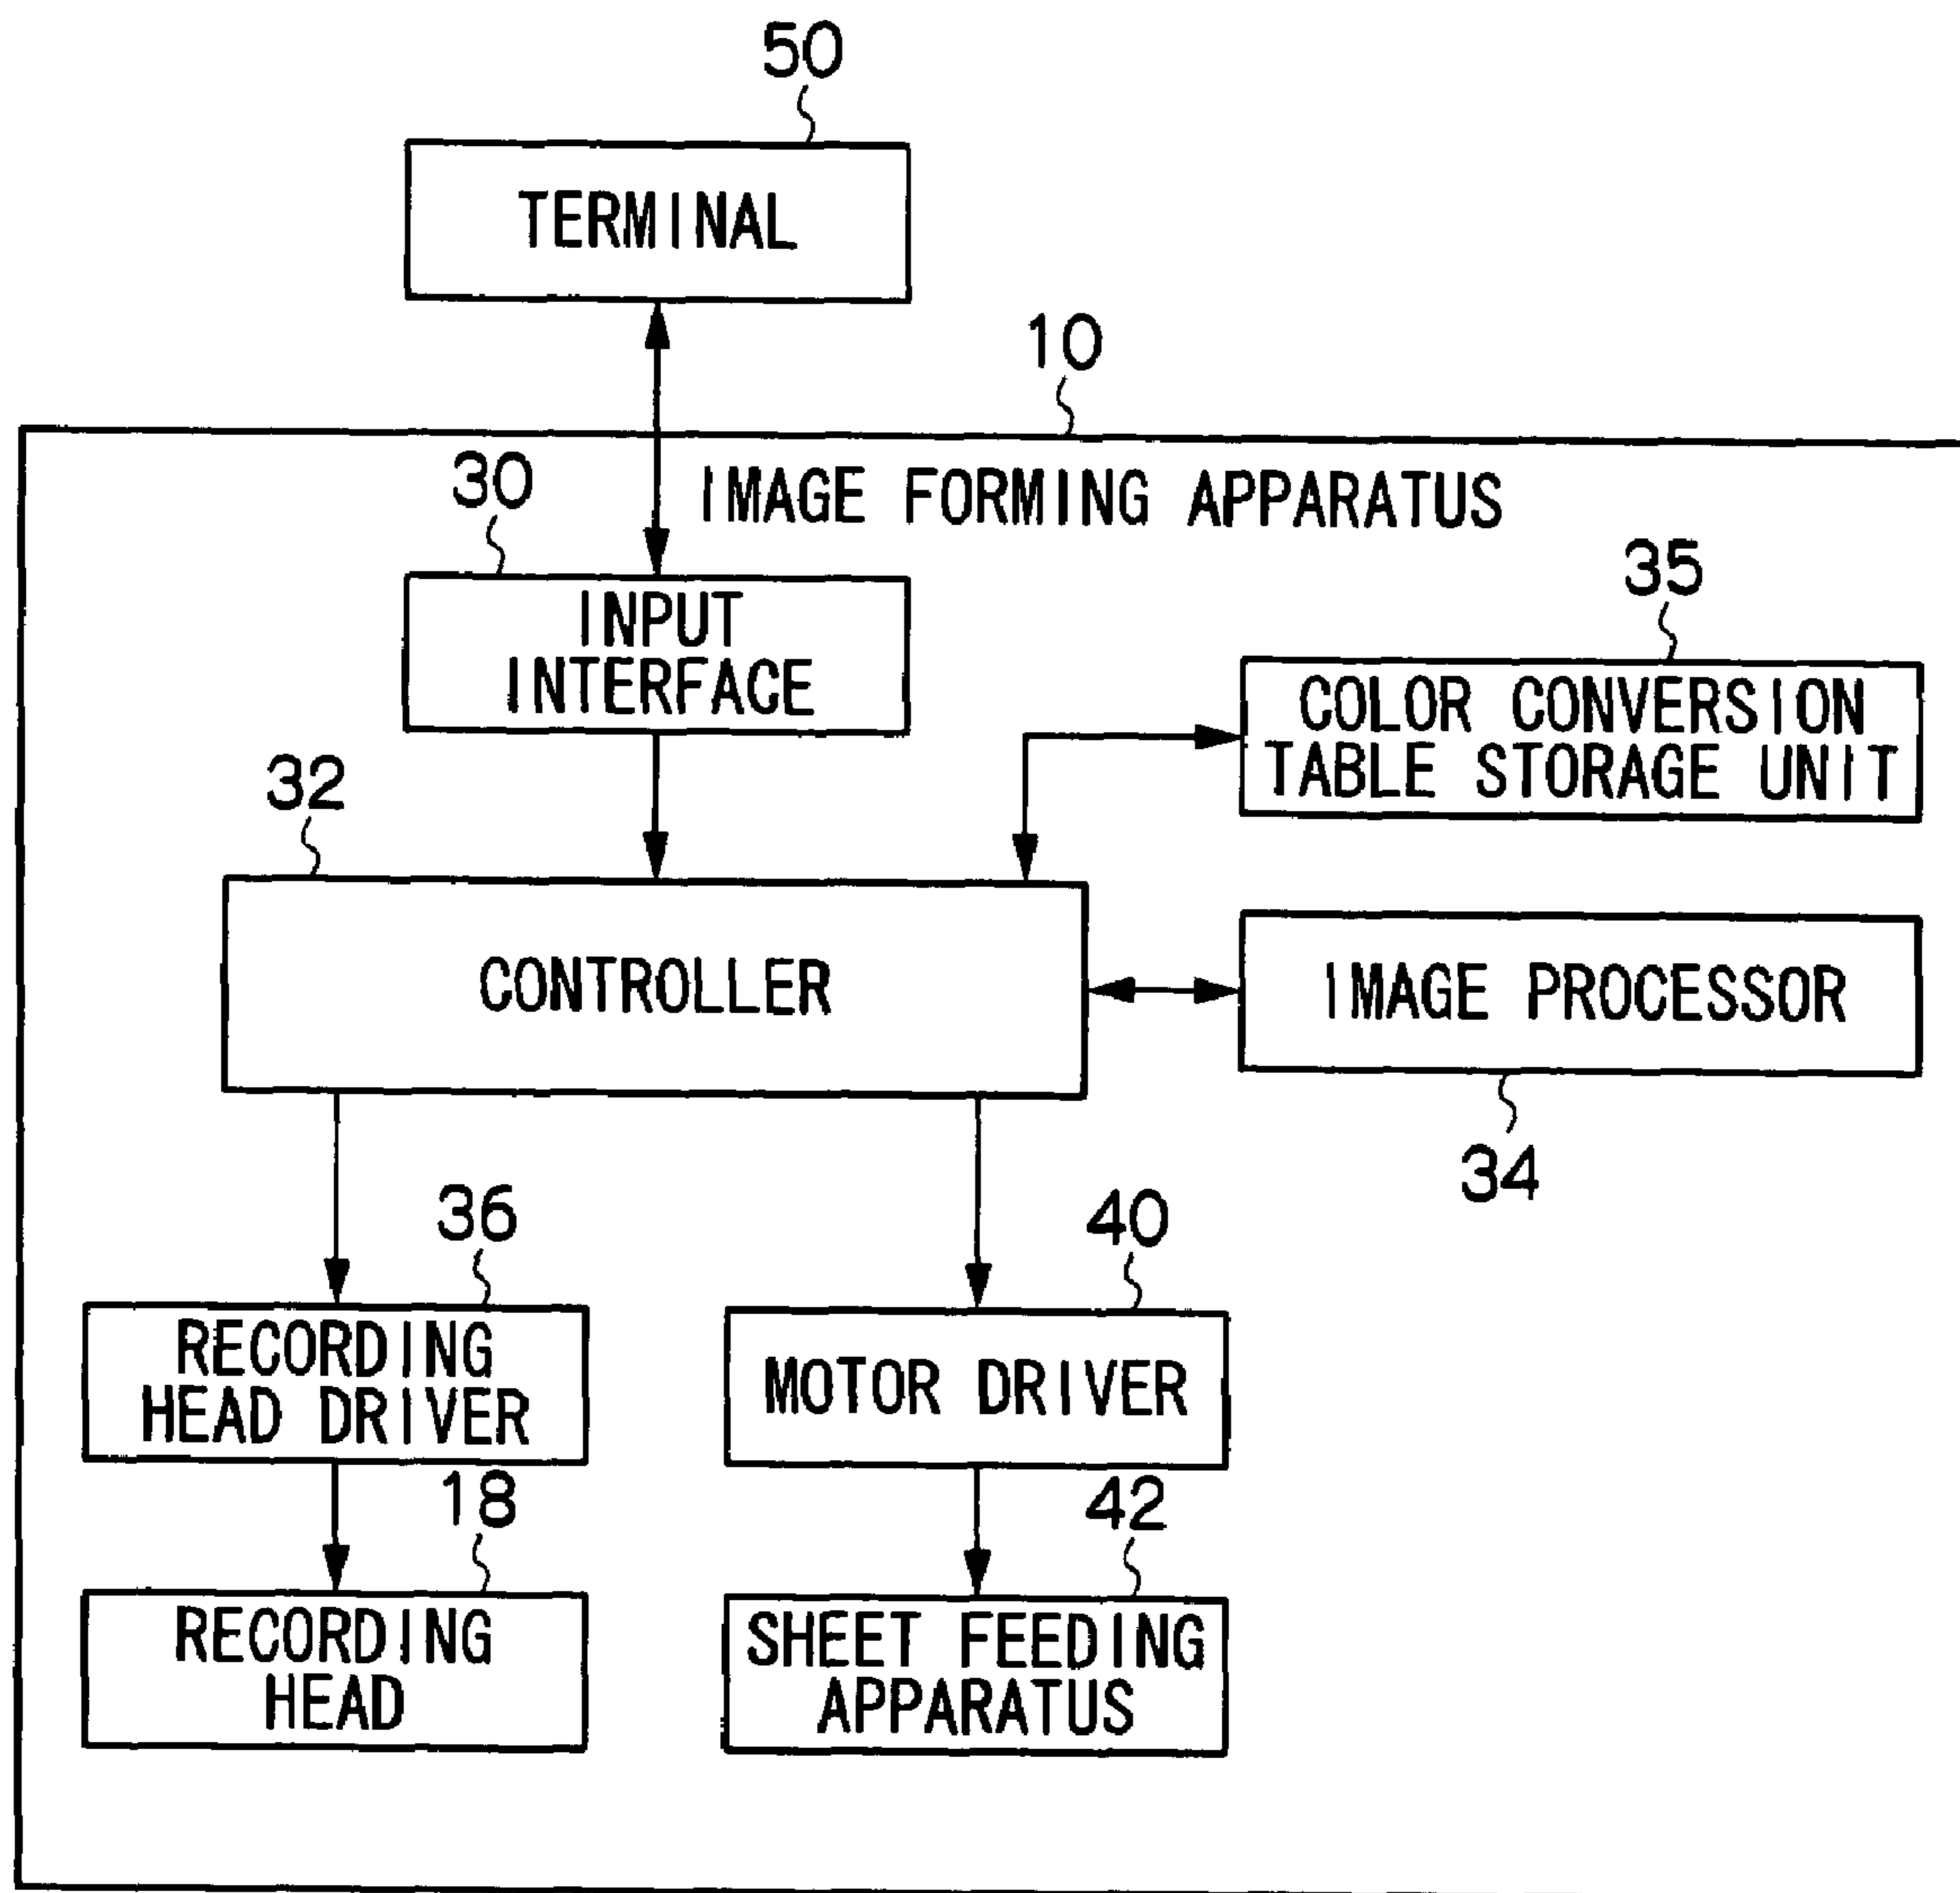 50
TERMINAL
10
30
IMAGE FORMING APPARATUS
INPUT
INTERFACE
35
COLOR CONVERSION
TABLE STORAGE UNIT
32
CONTROLLER
IMAGE PROCESSOR
34
36
RECORDING
HEAD DRIVER
40
MOTOR DRIVER
18
RECORDING
HEAD
42
SHEET FEEDING
APPARATUS